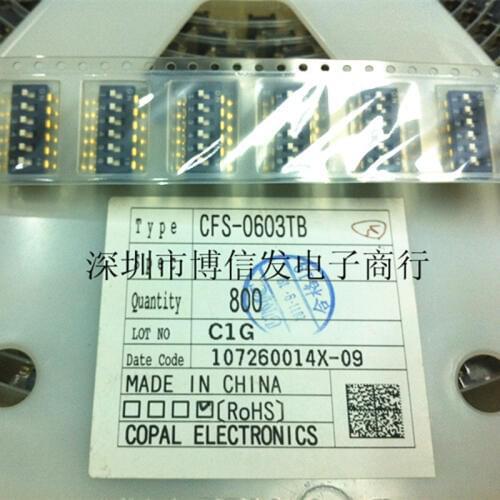 Type CFS-0603TB
深圳市博信发电子商行
Quantity 800
LOT NO C1G
Date Code 107260014X-09
MADE IN CHINA
(RoHS)
COPAL ELECTRONICS